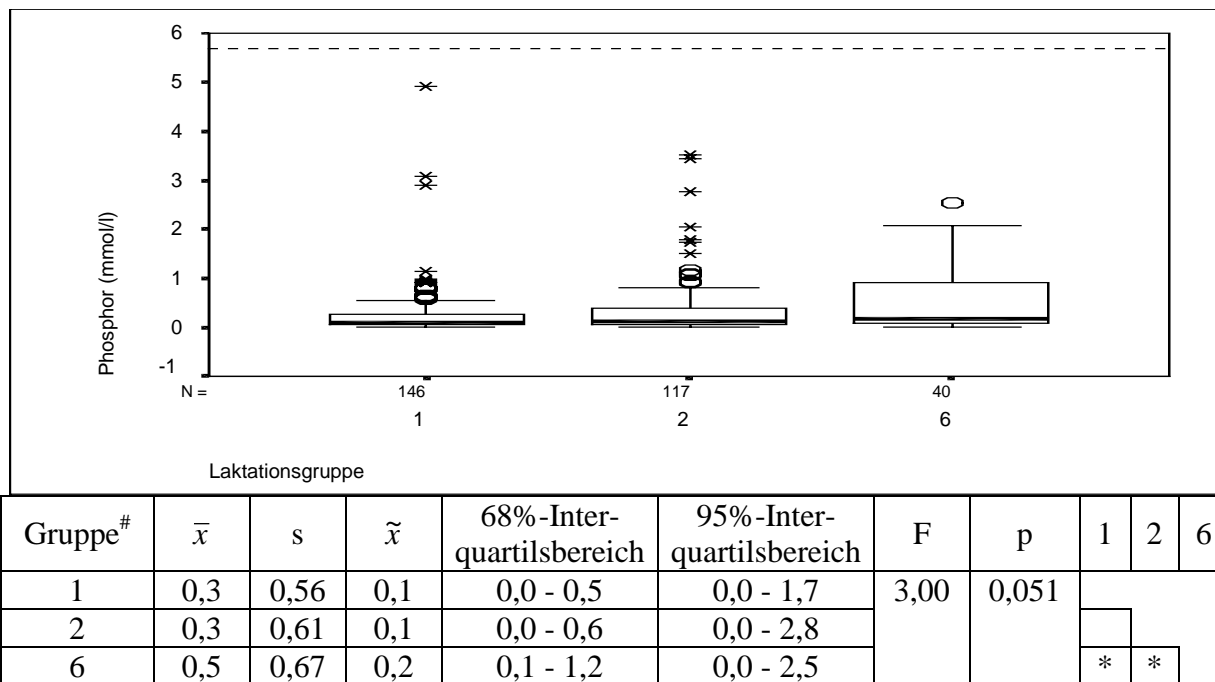 6
5
4
3
2
1
0
-1
Phosphor (mmol/l)
N = 146 117 40
1 2 6
Laktationsgruppe
Gruppe# x̄ s x̃ 68%-Inter-quartilsbereich 95%-Inter-quartilsbereich F p 1 2 6
1 0,3 0,56 0,1 0,0 - 0,5 0,0 - 1,7 3,00 0,051
2 0,3 0,61 0,1 0,0 - 0,6 0,0 - 2,8
6 0,5 0,67 0,2 0,1 - 1,2 0,0 - 2,5 * *